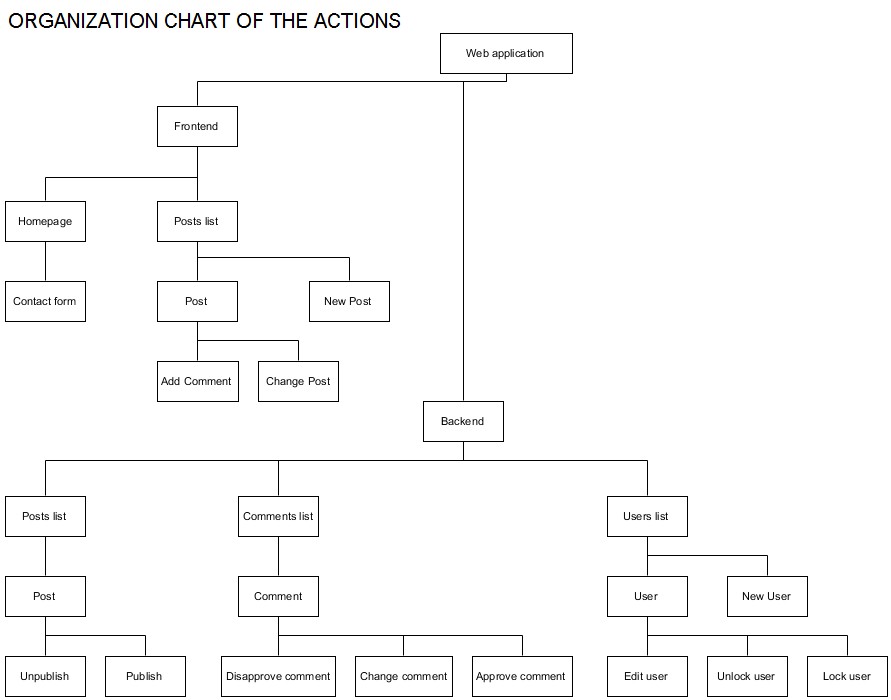 ORGANIZATION CHART OF THE ACTIONS
Web application
Frontend
Homepage
Posts list
Contact form
Post
New Post
Add Comment
Change Post
Backend
Posts list
Comments list
Users list
Post
Comment
User
New User
Unpublish
Publish
Disapprove comment
Change comment
Approve comment
Edit user
Unlock user
Lock user